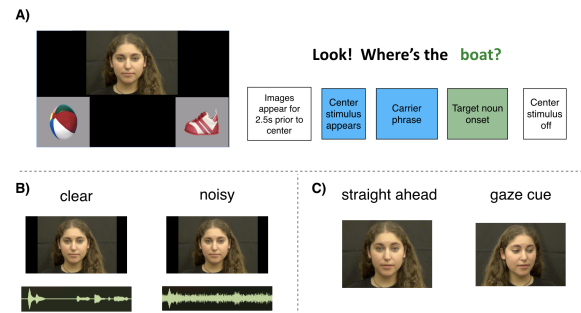 A)
Look! Where's the boat?
Images
appear for
2.5s prior to
center
Center
stimulus
appears
Carrier
phrase
Target noun
onset
Center
stimulus
off
B)
clear
noisy
C)
straight ahead
gaze cue